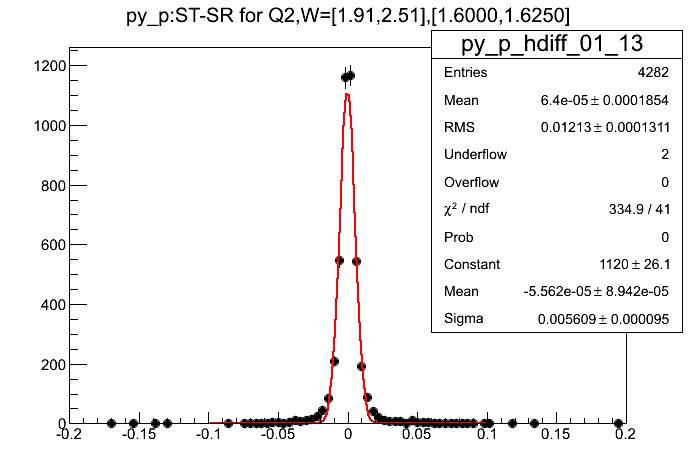 py_p:ST-SR for Q2,W=[1.91,2.51],[1.6000,1.6250]
py_p_hdiff_01_13
Entries 4282
Mean 6.4e-05 ± 0.0001854
RMS 0.01213 ± 0.0001311
Underflow 2
Overflow 0
χ² / ndf 334.9 / 41
Prob 0
Constant 1120 ± 26.1
Mean -5.562e-05 ± 8.942e-05
Sigma 0.005609 ± 0.000095
1200
1000
800
600
400
200
0
-0.2 -0.15 -0.1 -0.05 0 0.05 0.1 0.15 0.2